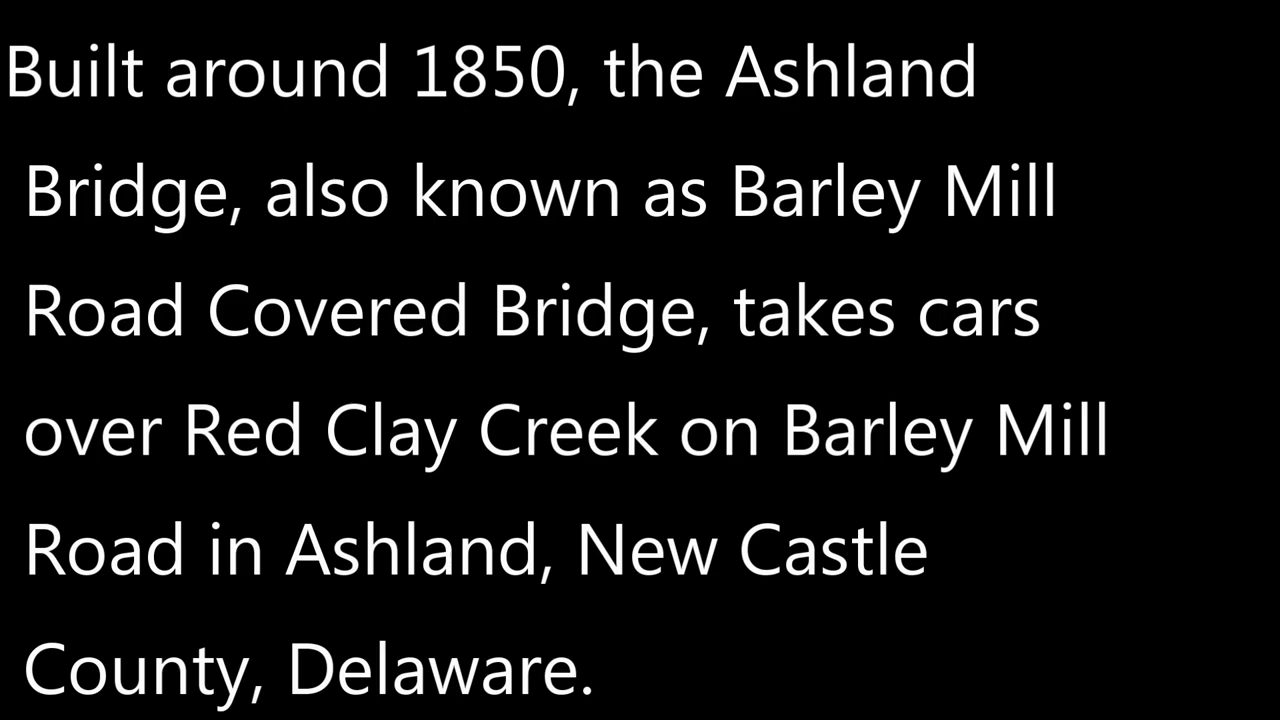 Built around 1850, the Ashland
Bridge, also known as Barley Mill
Road Covered Bridge, takes cars
over Red Clay Creek on Barley Mill
Road in Ashland, New Castle
County, Delaware.